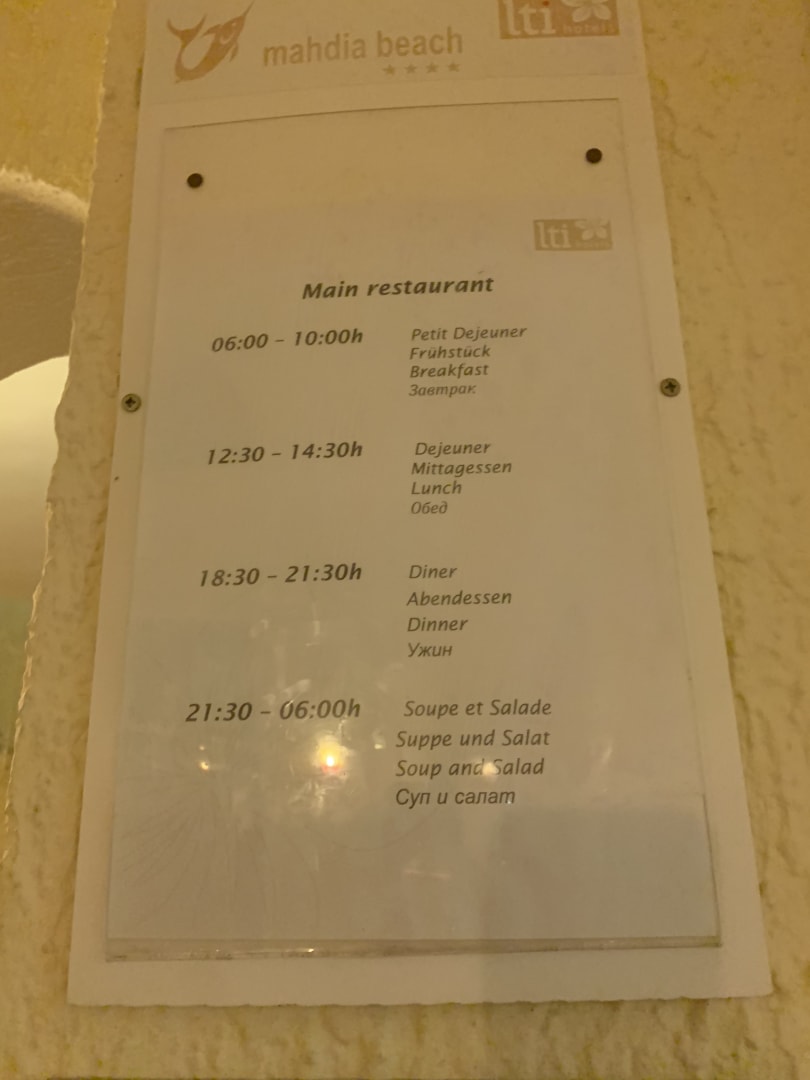 mahdia beach
★★★★
lti
hotels
lti
Main restaurant
06:00 – 10:00h
Petit Dejeuner
Frühstück
Breakfast
Завтрак
12:30 – 14:30h
Dejeuner
Mittagessen
Lunch
Обед
18:30 – 21:30h
Diner
Abendessen
Dinner
Ужин
21:30 – 06:00h
Soupe et Salade
Suppe und Salat
Soup and Salad
Суп и салат